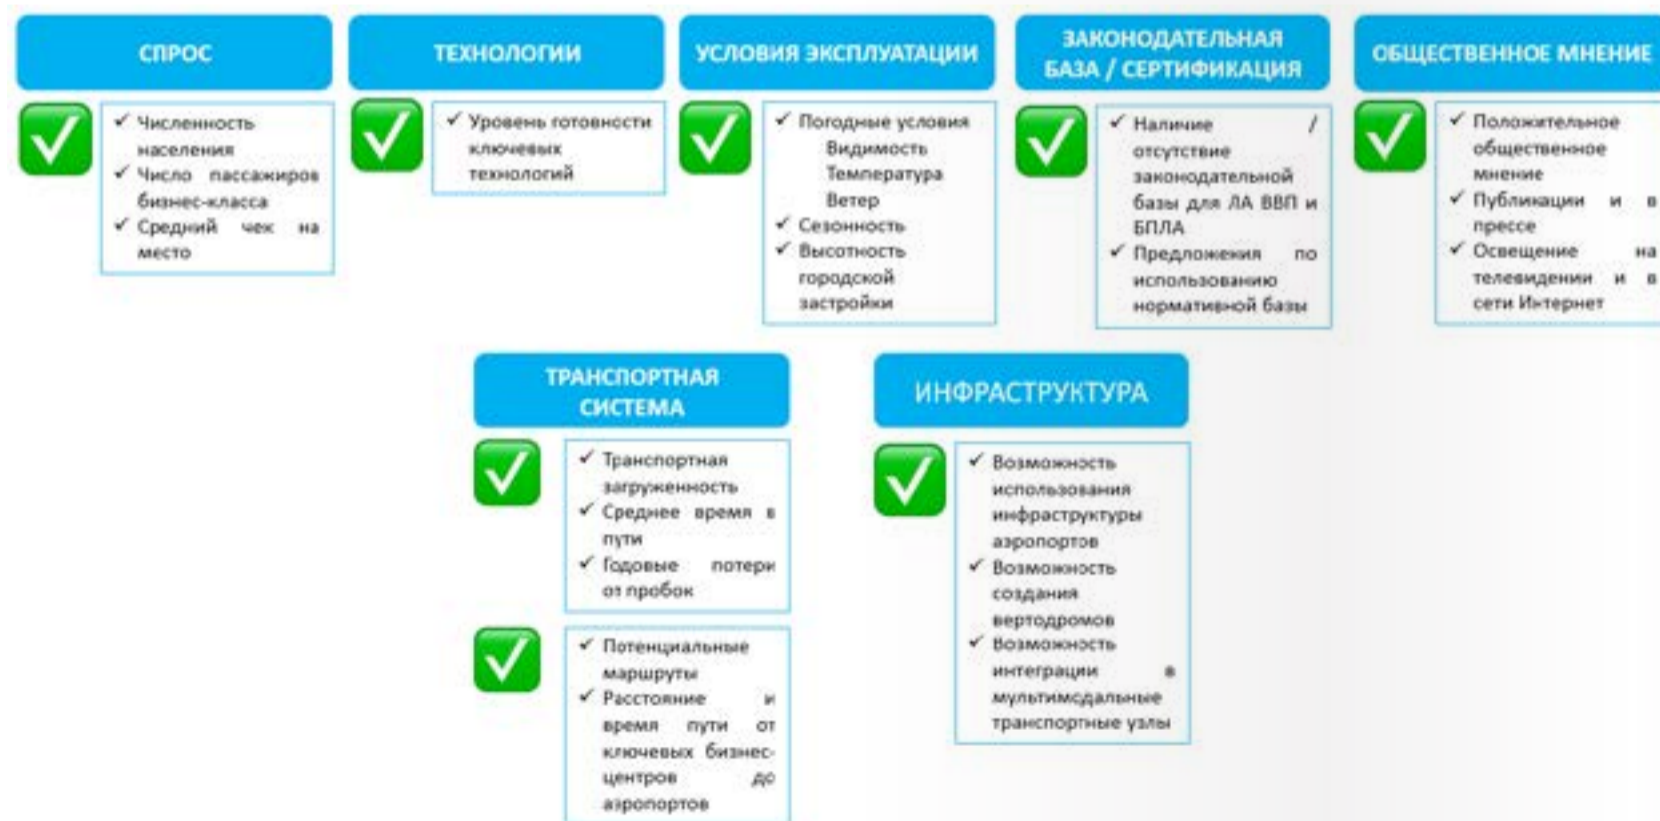 СПРОС
✓ Численность
населения
✓ Число пассажиров
бизнес-класса
✓ Средний чек на
место
ТЕХНОЛОГИИ
✓ Уровень готовности
ключевых
технологий
УСЛОВИЯ ЭКСПЛУАТАЦИИ
✓ Погодные условия
Видимость
Температура
Ветер
✓ Сезонность
✓ Высотность
городской
застройки
ЗАКОНОДАТЕЛЬНАЯ
БАЗА / СЕРТИФИКАЦИЯ
✓ Наличие /
отсутствие
законодательной
базы для ЛА ВВП и
БПЛА
✓ Предложения по
использованию
нормативной базы
ОБЩЕСТВЕННОЕ МНЕНИЕ
✓ Положительное
общественное
мнение
✓ Публикации и в
прессе
✓ Освещение на
телевидении и в
сети Интернет
ТРАНСПОРТНАЯ
СИСТЕМА
✓ Транспортная
загруженность
✓ Среднее время в
пути
✓ Годовые потери
от пробок
✓ Потенциальные
маршруты
✓ Расстояние и
время пути от
ключевых бизнес-
центров до
аэропортов
ИНФРАСТРУКТУРА
✓ Возможность
использования
инфраструктуры
аэропортов
✓ Возможность
создания
вертодромов
✓ Возможность
интеграции в
мультимодальные
транспортные узлы